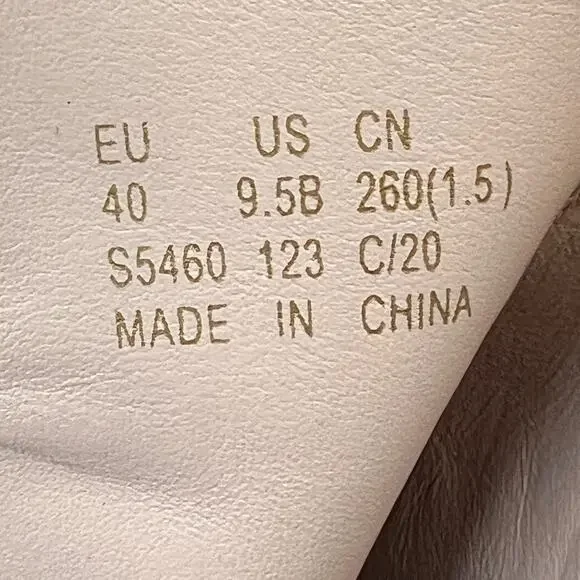 EU US CN
40 9.5B 260(1.5)
S5460 123 C/20
MADE IN CHINA